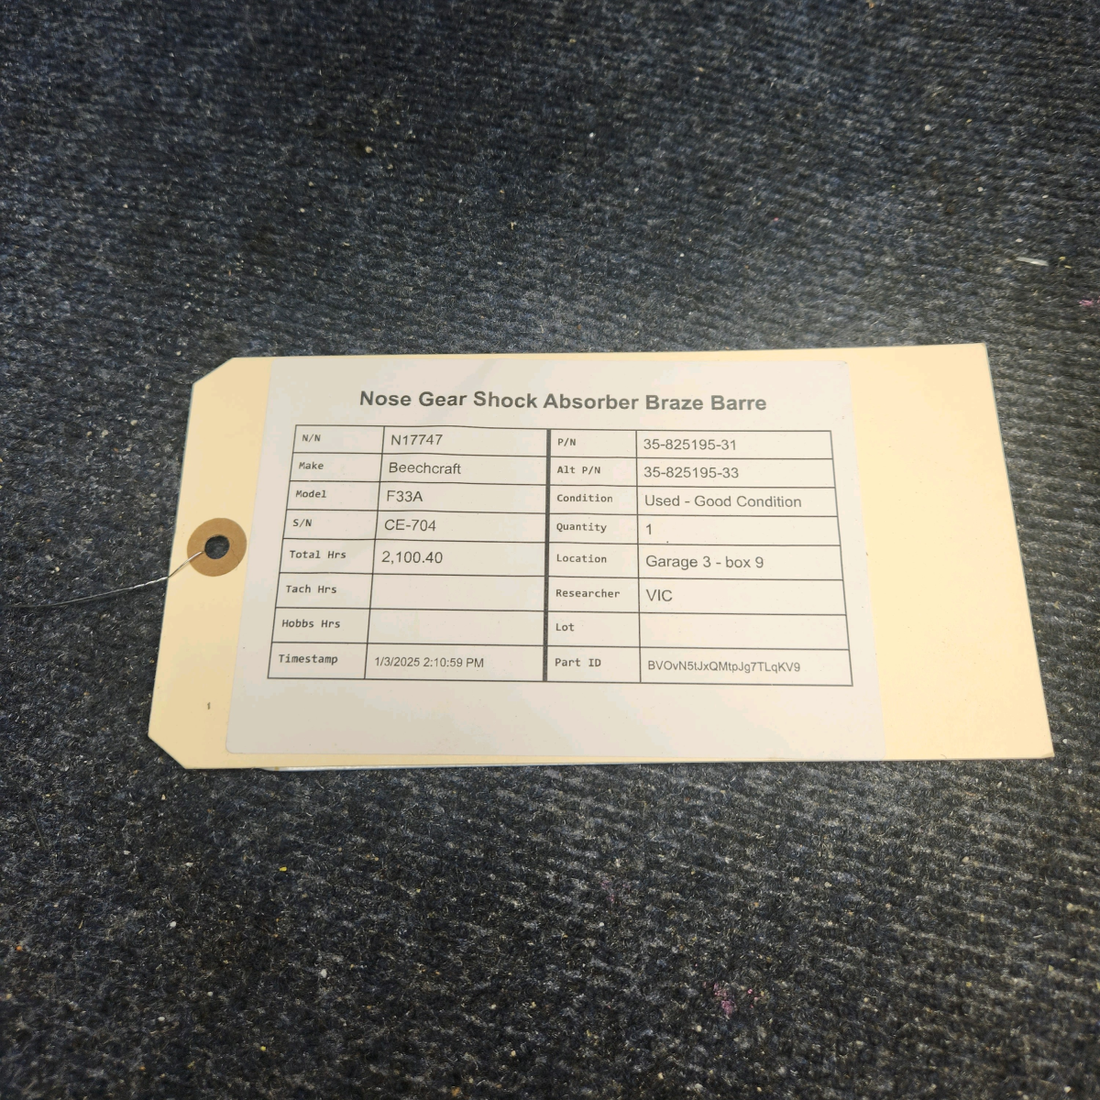 Nose Gear Shock Absorber Braze Barre
N/N N17747 P/N 35-825195-31
Make Beechcraft Alt P/N 35-825195-33
Model F33A Condition Used - Good Condition
S/N CE-704 Quantity 1
Total Hrs 2,100.40 Location Garage 3 - box 9
Tach Hrs Researcher VIC
Hobbs Hrs Lot
Timestamp 1/3/2025 2:10:59 PM Part ID BVOvN5tJxQMtpJg7TLqKV9